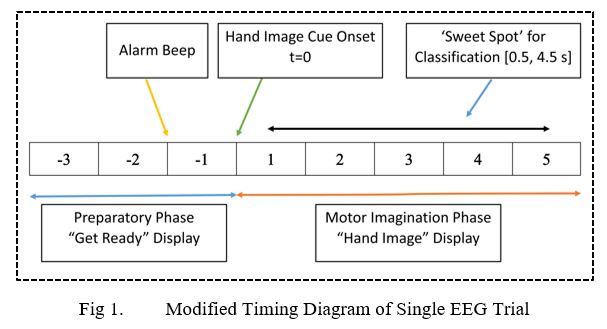 Alarm Beep
Hand Image Cue Onset
t=0
‘Sweet Spot’ for
Classification [0.5, 4.5 s]
-3 -2 -1 1 2 3 4 5
Preparatory Phase
“Get Ready” Display
Motor Imagination Phase
“Hand Image” Display
Fig 1. Modified Timing Diagram of Single EEG Trial